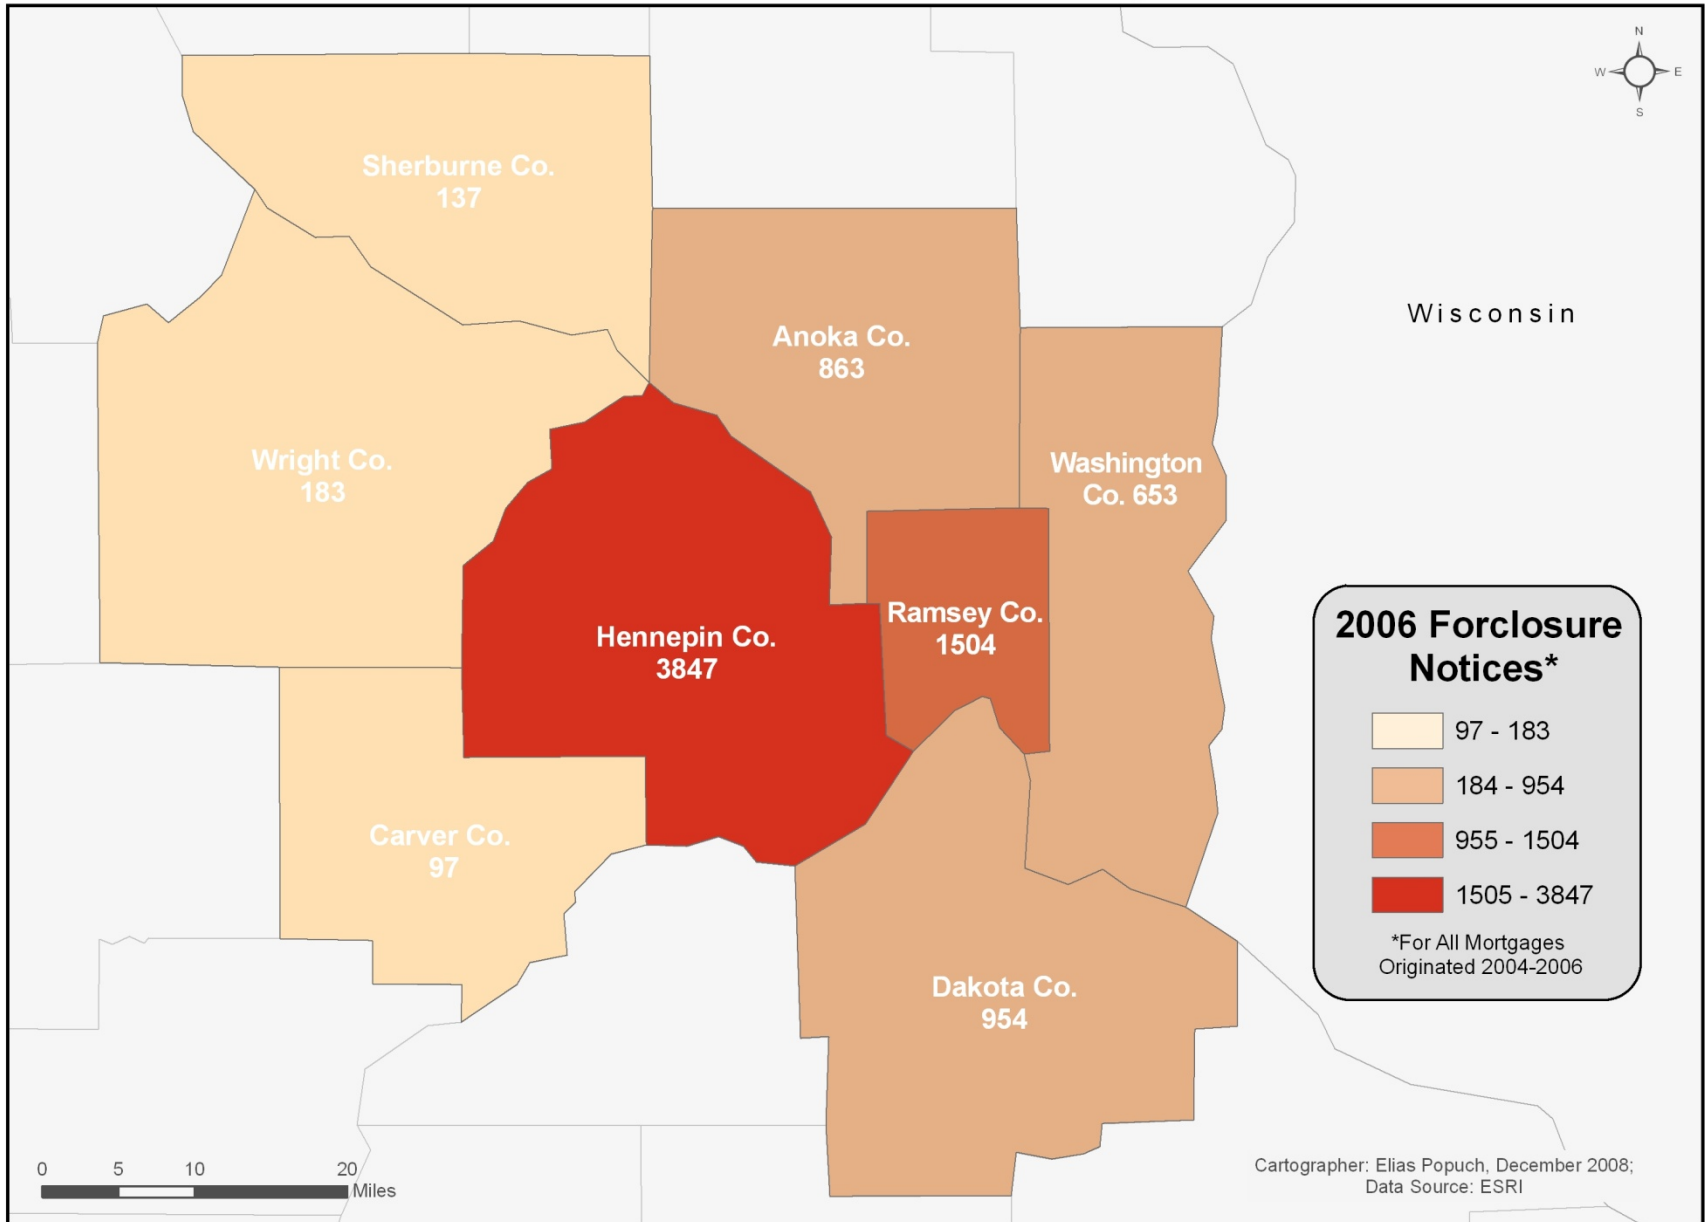 N
W E
S
Sherburne Co.
137
Wisconsin
Anoka Co.
863
Wright Co.
183
Washington
Co. 653
Hennepin Co.
3847
Ramsey Co.
1504
Carver Co.
97
Dakota Co.
954
2006 Forclosure
Notices*
97 - 183
184 - 954
955 - 1504
1505 - 3847
*For All Mortgages
Originated 2004-2006
0 5 10 20
Miles
Cartographer: Elias Popuch, December 2008;
Data Source: ESRI